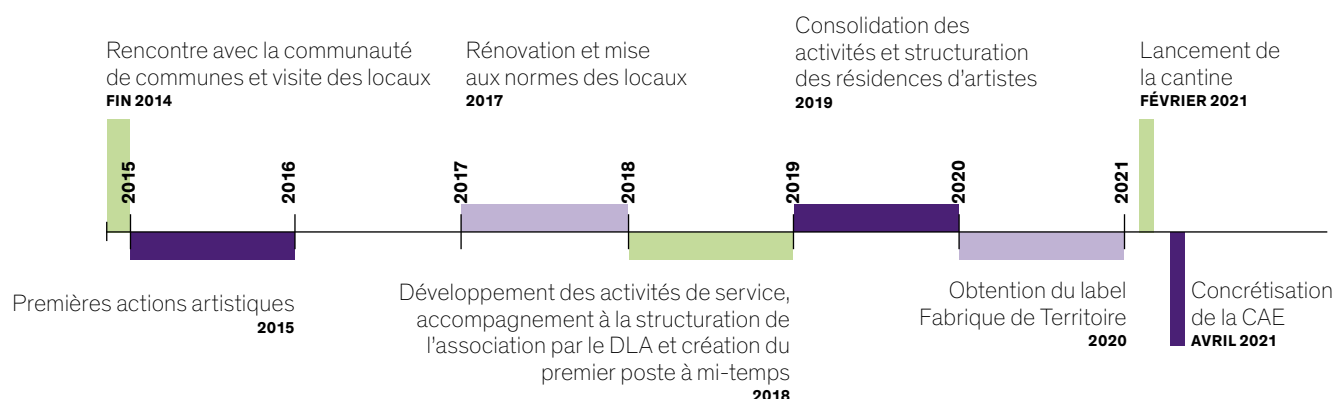 Rencontre avec la communauté
de communes et visite des locaux
FIN 2014
Rénovation et mise
aux normes des locaux
2017
Consolidation des
activités et structuration
des résidences d'artistes
2019
Lancement de
la cantine
FÉVRIER 2021
2015
2016
2017
2018
2019
2020
2021
Premières actions artistiques
2015
Développement des activités de service,
accompagnement à la structuration de
l'association par le DLA et création du
premier poste à mi-temps
2018
Obtention du label
Fabrique de Territoire
2020
Concrétisation
de la CAE
AVRIL 2021